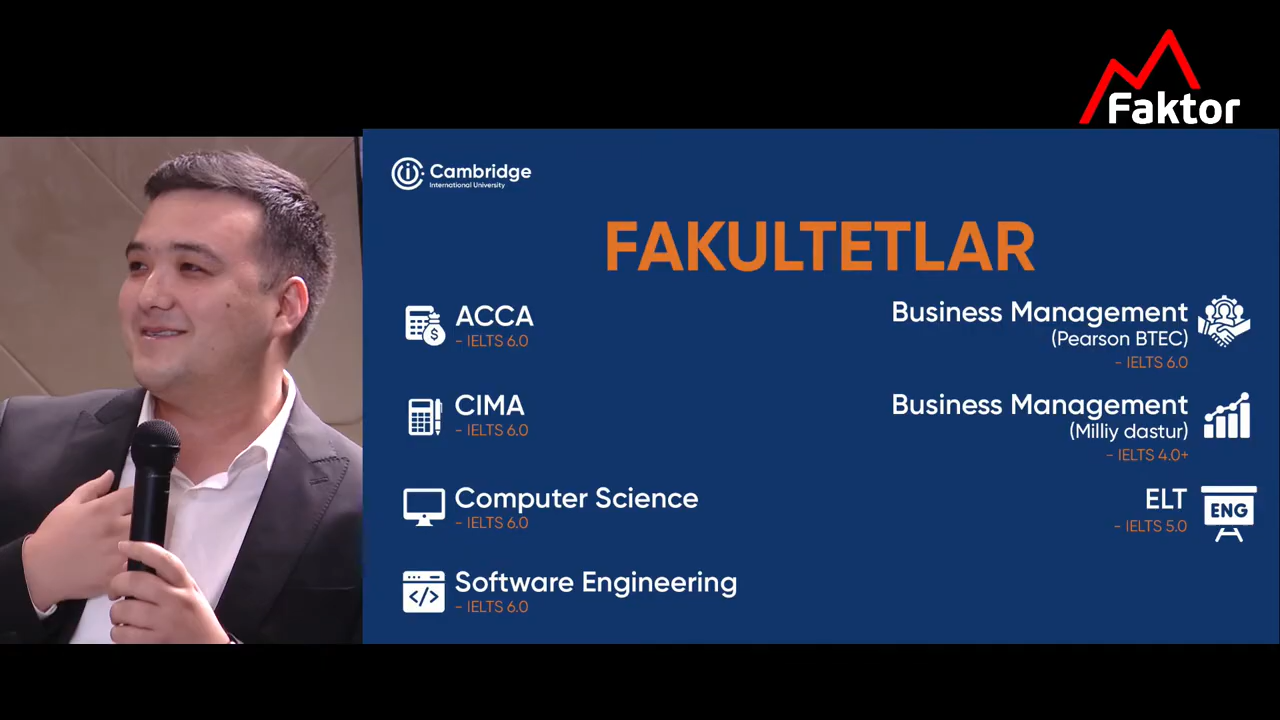 Faktor
Cambridge
International University
FAKULTETLAR
ACCA
- IELTS 6.0
CIMA
- IELTS 6.0
Computer Science
- IELTS 6.0
Software Engineering
- IELTS 6.0
Business Management
(Pearson BTEC)
- IELTS 6.0
Business Management
(Milliy dastur)
- IELTS 4.0+
ELT
- IELTS 5.0
ENG